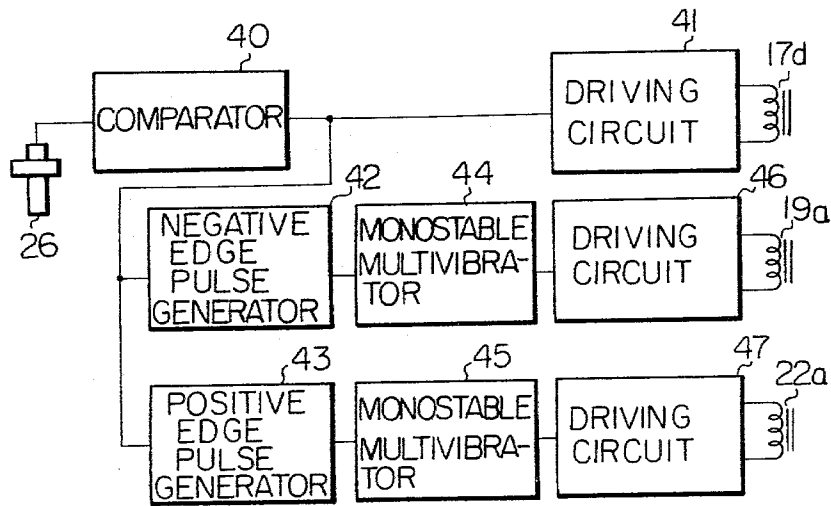 40
COMPARATOR
26
41
DRIVING
CIRCUIT
17d
42
NEGATIVE
EDGE
PULSE
GENERATOR
44
MONOSTABLE
MULTIVIBRA-
TOR
46
DRIVING
CIRCUIT
19a
43
POSITIVE
EDGE
PULSE
GENERATOR
45
MONOSTABLE
MULTIVIBRA-
TOR
47
DRIVING
CIRCUIT
22a